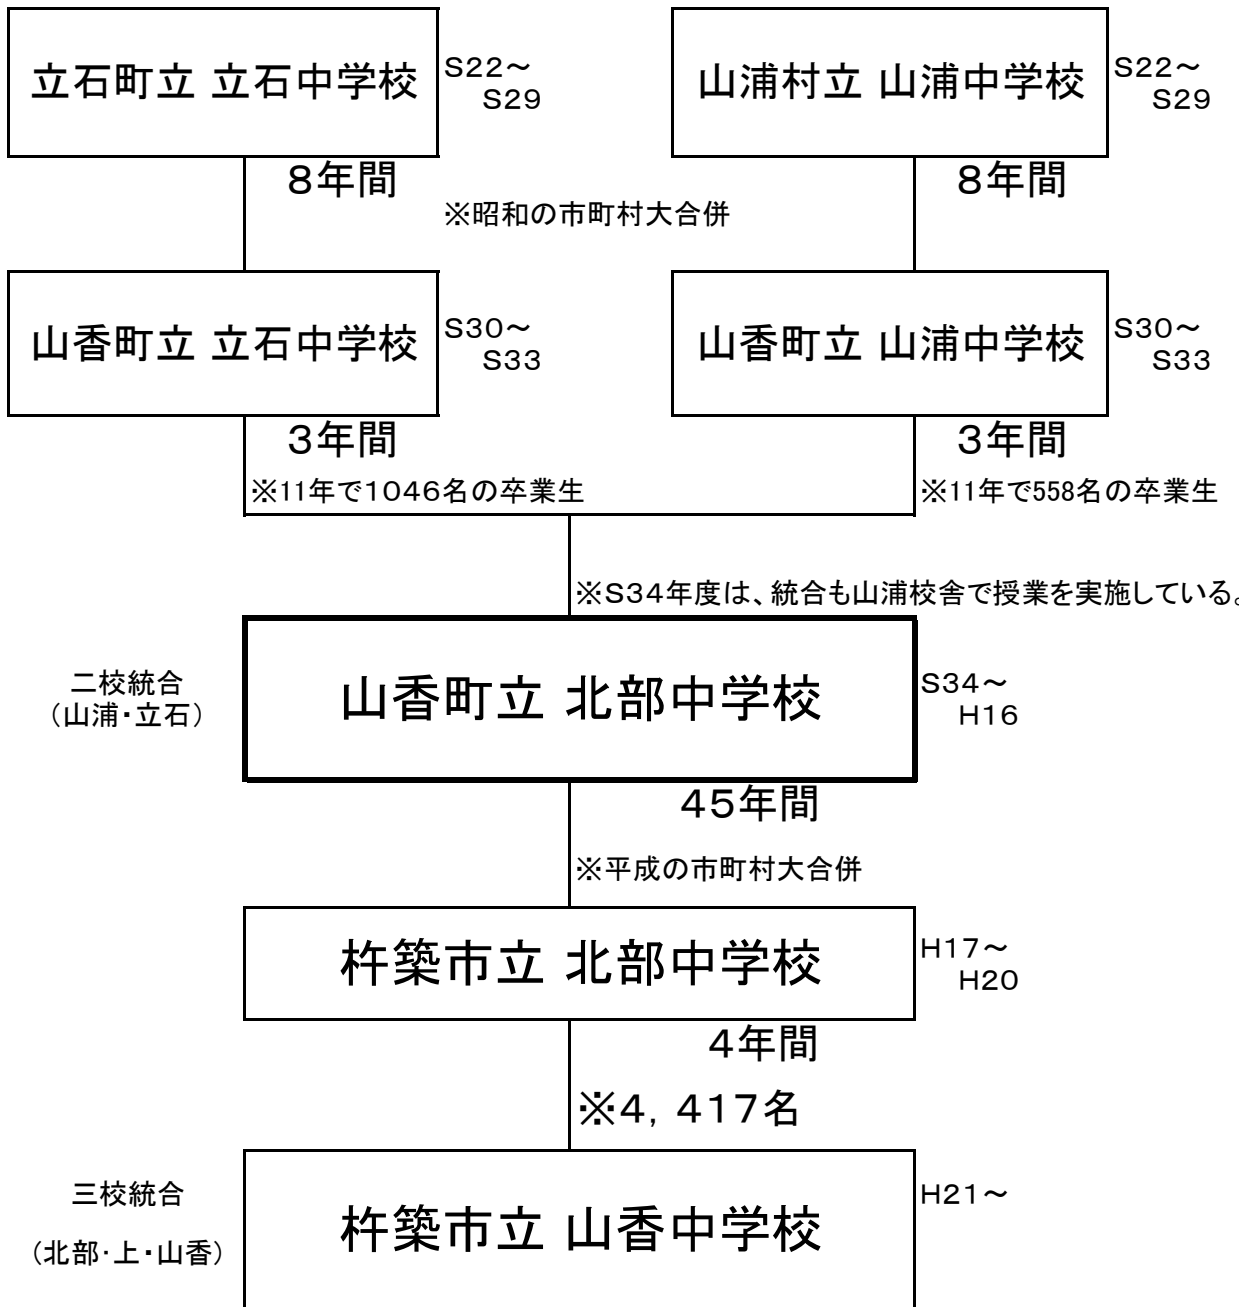 立石町立 立石中学校
S22～
S29
山浦村立 山浦中学校
S22～
S29
８年間
８年間
※昭和の市町村大合併
山香町立 立石中学校
S30～
S33
山香町立 山浦中学校
S30～
S33
３年間
３年間
※11年で1046名の卒業生
※11年で558名の卒業生
※S34年度は、統合も山浦校舎で授業を実施している。
二校統合
（山浦・立石）
山香町立 北部中学校
S34～
H16
45年間
※平成の市町村大合併
杵築市立 北部中学校
H17～
H20
4年間
※4，417名
三校統合
（北部・上・山香）
杵築市立 山香中学校
H21～